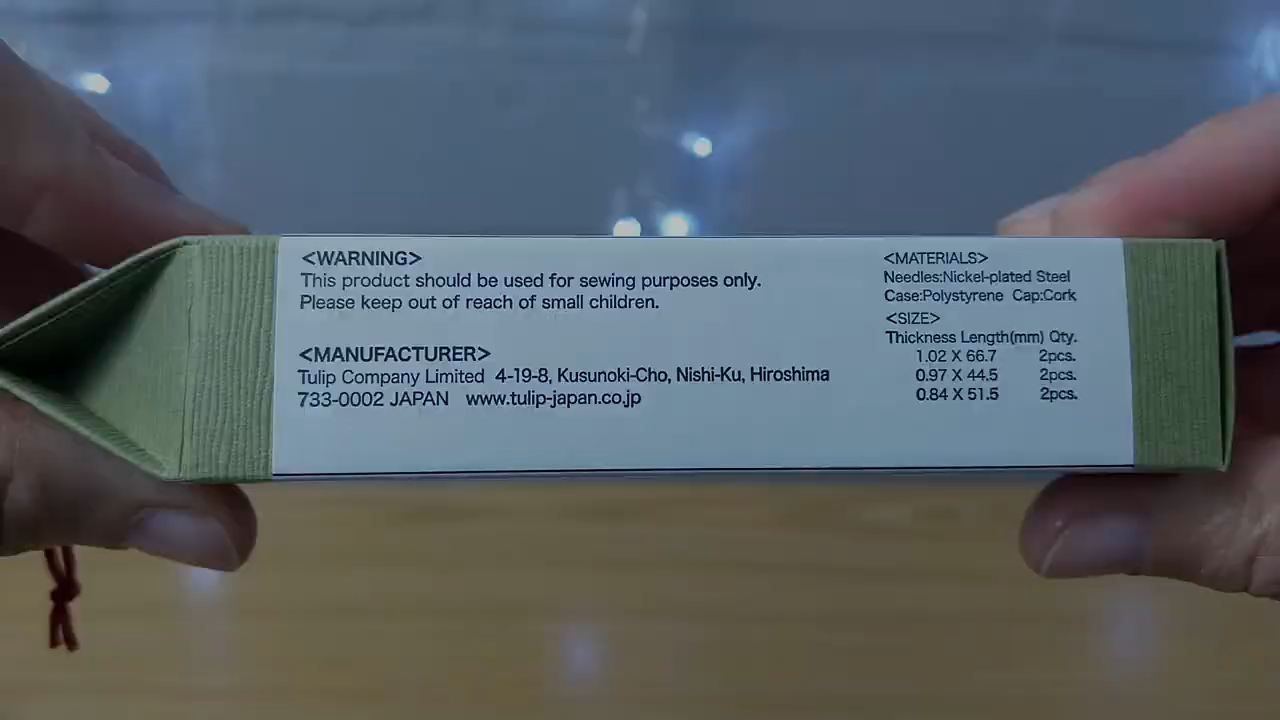 <WARNING>
This product should be used for sewing purposes only.
Please keep out of reach of small children.
<MANUFACTURER>
Tulip Company Limited 4-19-8, Kusunoki-Cho, Nishi-Ku, Hiroshima
733-0002 JAPAN www.tulip-japan.co.jp
<MATERIALS>
Needles:Nickel-plated Steel
Case:Polystyrene Cap:Cork
<SIZE>
Thickness Length(mm) Qty.
1.02 X 66.7 2pcs.
0.97 X 44.5 2pcs.
0.84 X 51.5 2pcs.